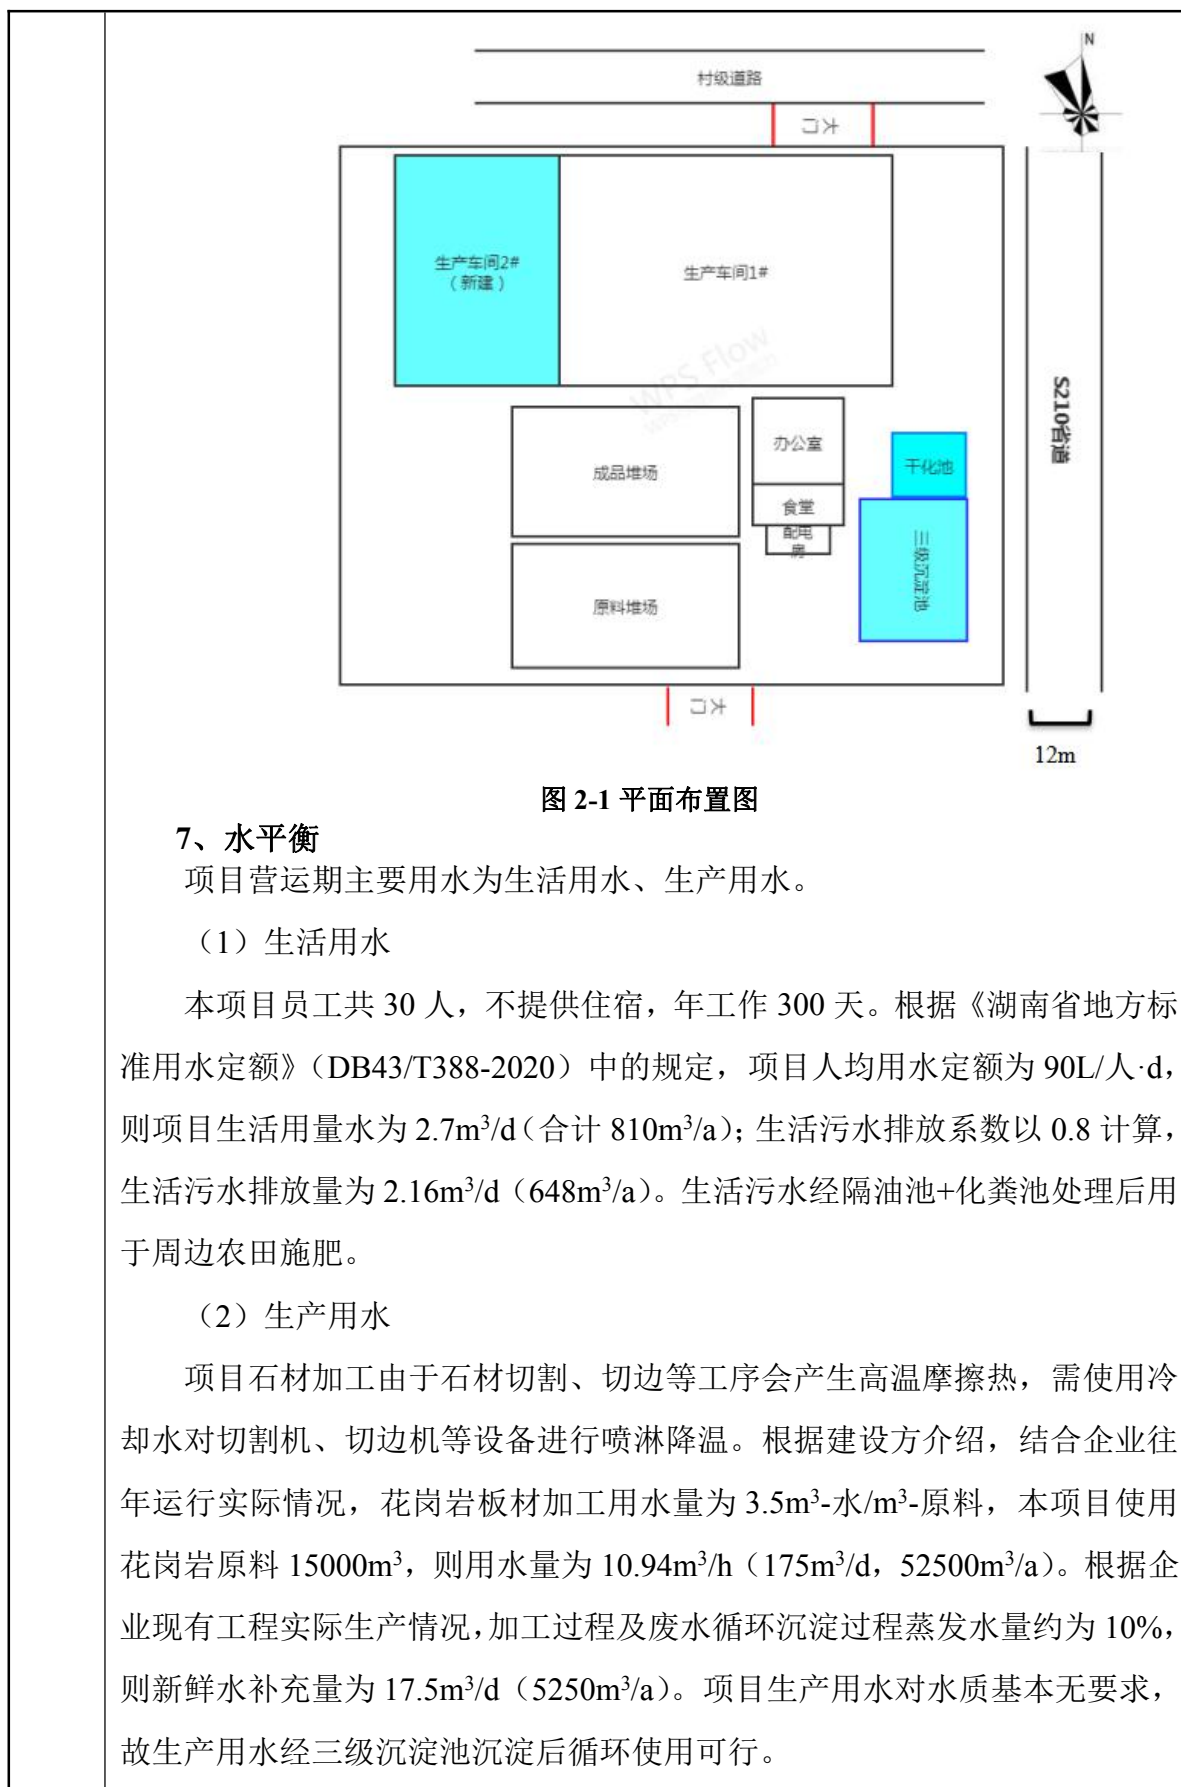 N
村级道路
大门
生产车间2#
（新建）
生产车间1#
WPS Flow
S210省道
办公室
干化池
成品堆场
食堂
配电
房
三级沉淀池
原料堆场
大门
12m
图 2-1 平面布置图
7、水平衡
项目营运期主要用水为生活用水、生产用水。
（1）生活用水
本项目员工共 30 人，不提供住宿，年工作 300 天。根据《湖南省地方标
准用水定额》（DB43/T388-2020）中的规定，项目人均用水定额为 90L/人·d，
则项目生活用量水为 2.7m³/d（合计 810m³/a）；生活污水排放系数以 0.8 计算，
生活污水排放量为 2.16m³/d（648m³/a）。生活污水经隔油池+化粪池处理后用
于周边农田施肥。
（2）生产用水
项目石材加工由于石材切割、切边等工序会产生高温摩擦热，需使用冷
却水对切割机、切边机等设备进行喷淋降温。根据建设方介绍，结合企业往
年运行实际情况，花岗岩板材加工用水量为 3.5m³-水/m³-原料，本项目使用
花岗岩原料 15000m³，则用水量为 10.94m³/h（175m³/d，52500m³/a）。根据企
业现有工程实际生产情况，加工过程及废水循环沉淀过程蒸发水量约为 10%，
则新鲜水补充量为 17.5m³/d（5250m³/a）。项目生产用水对水质基本无要求，
故生产用水经三级沉淀池沉淀后循环使用可行。